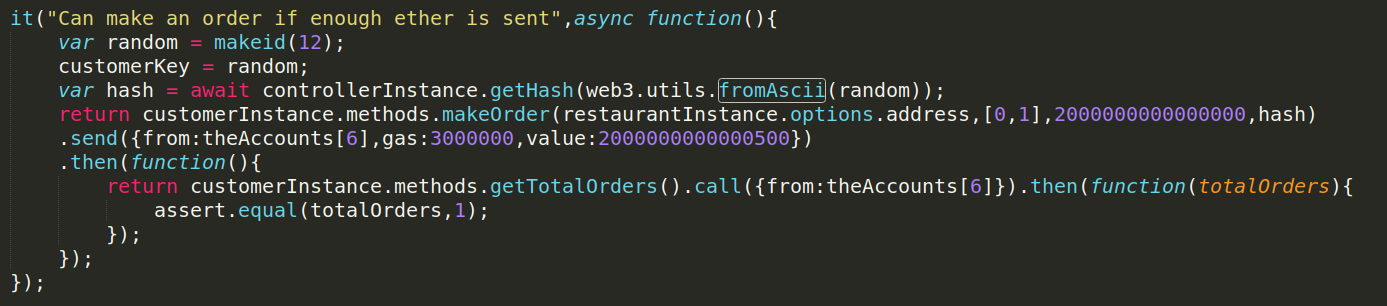 it("Can make an order if enough ether is sent",async function(){
    var random = makeid(12);
    customerKey = random;
    var hash = await controllerInstance.getHash(web3.utils.fromAscii(random));
    return customerInstance.methods.makeOrder(restaurantInstance.options.address,[0,1],2000000000000000,hash)
    .send({from:theAccounts[6],gas:3000000,value:2000000000000500})
    .then(function(){
        return customerInstance.methods.getTotalOrders().call({from:theAccounts[6]}).then(function(totalOrders){
            assert.equal(totalOrders,1);
        });
    });
});